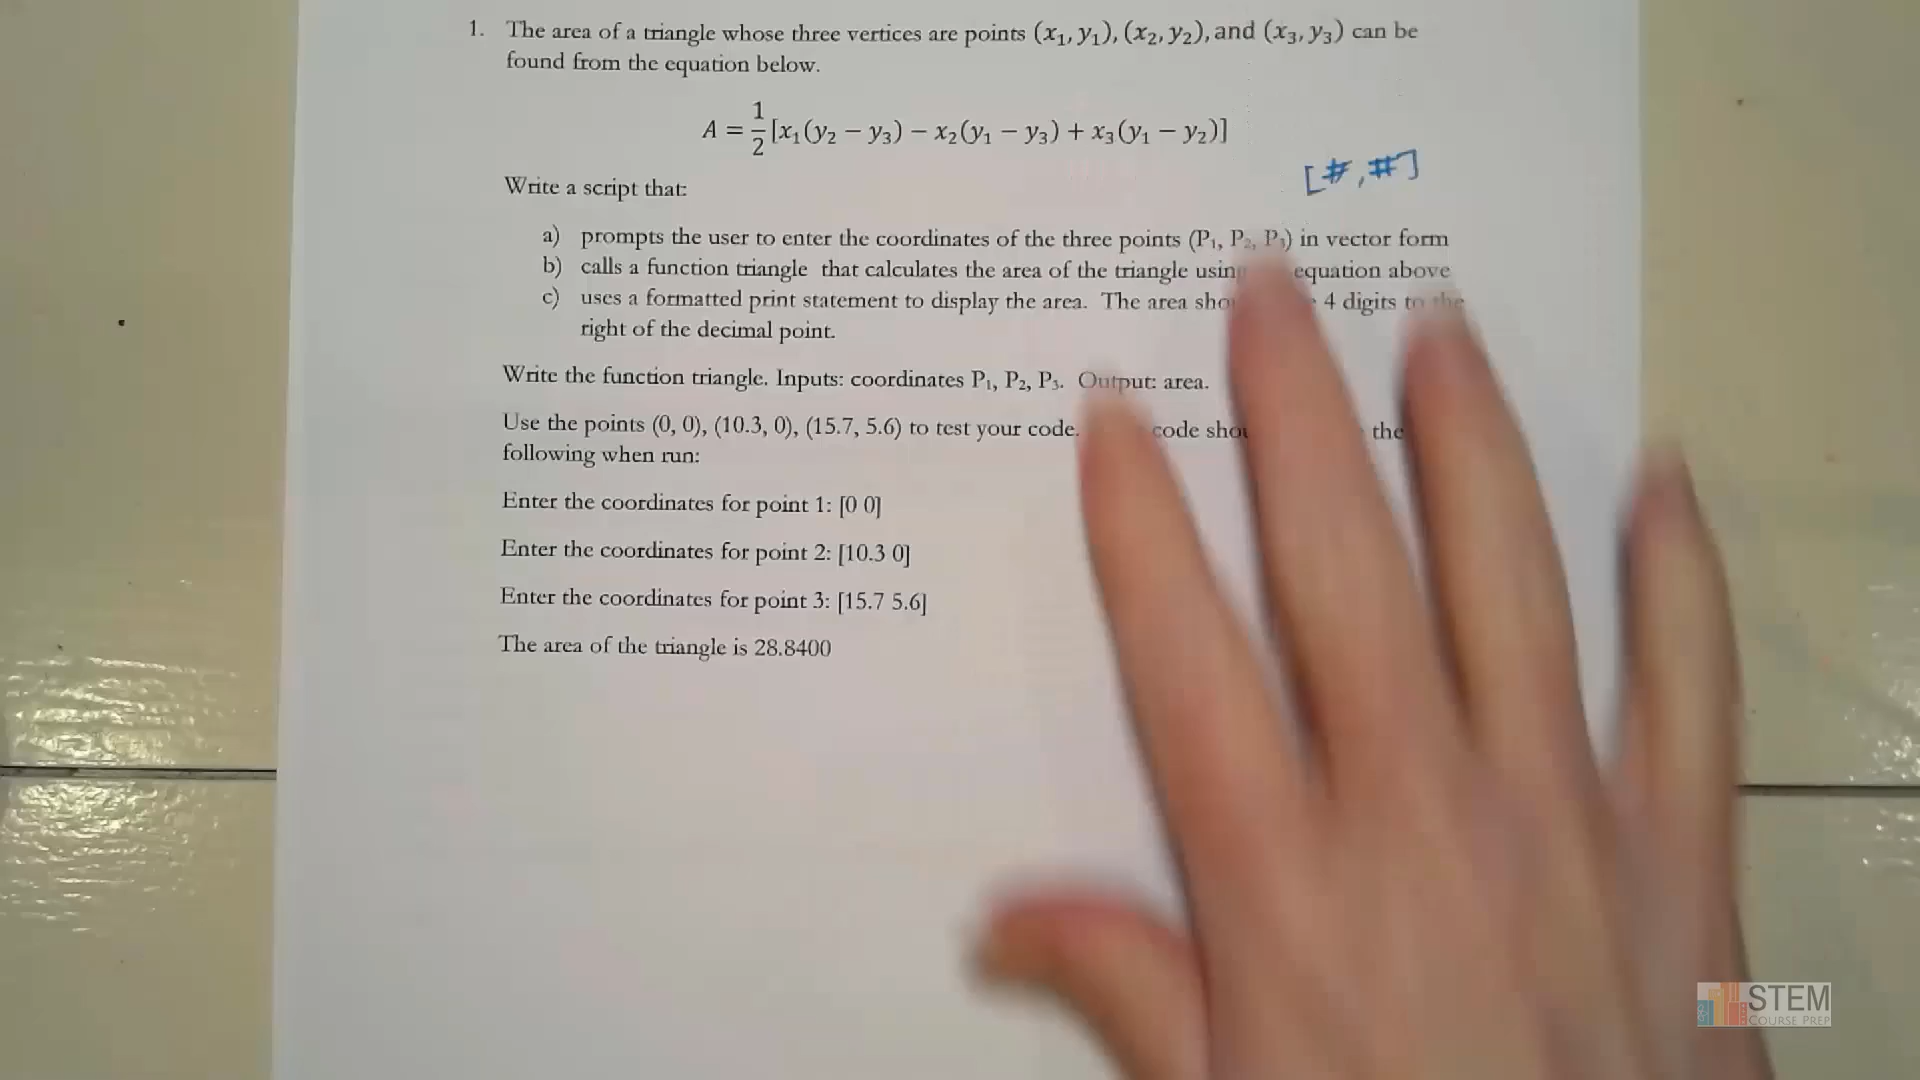 1. The area of a triangle whose three vertices are points (x₁, y₁), (x₂, y₂), and (x₃, y₃) can be
found from the equation below.
A = 1/2 [x₁(y₂ − y₃) − x₂(y₁ − y₃) + x₃(y₁ − y₂)]
[#,#]
Write a script that:
a) prompts the user to enter the coordinates of the three points (P₁, P₂, P₃) in vector form
b) calls a function triangle that calculates the area of the triangle equation above
c) uses a formatted print statement to display the area. The area 4 digits to the
right of the decimal point.
Write the function triangle. Inputs: coordinates P₁, P₂, P₃. Output: area.
Use the points (0, 0), (10.3, 0), (15.7, 5.6) to test your code. code the
following when run:
Enter the coordinates for point 1: [0 0]
Enter the coordinates for point 2: [10.3 0]
Enter the coordinates for point 3: [15.7 5.6]
The area of the triangle is 28.8400
STEM
COURSE PREP